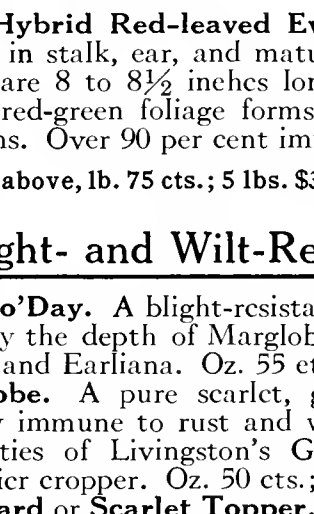 Hybrid Red-leaved Ev
in stalk, ear, and matu
are 8 to 8½ inches lon
red-green foliage forms
ns. Over 90 per cent im
above, lb. 75 cts.; 5 lbs. $3
ght- and Wilt-Re
o'Day. A blight-resista
y the depth of Marglob
and Earliana. Oz. 55 ct
obe. A pure scarlet, g
immune to rust and w
ties of Livingston's G
ier cropper. Oz. 50 cts.;
ard or Scarlet Topper.